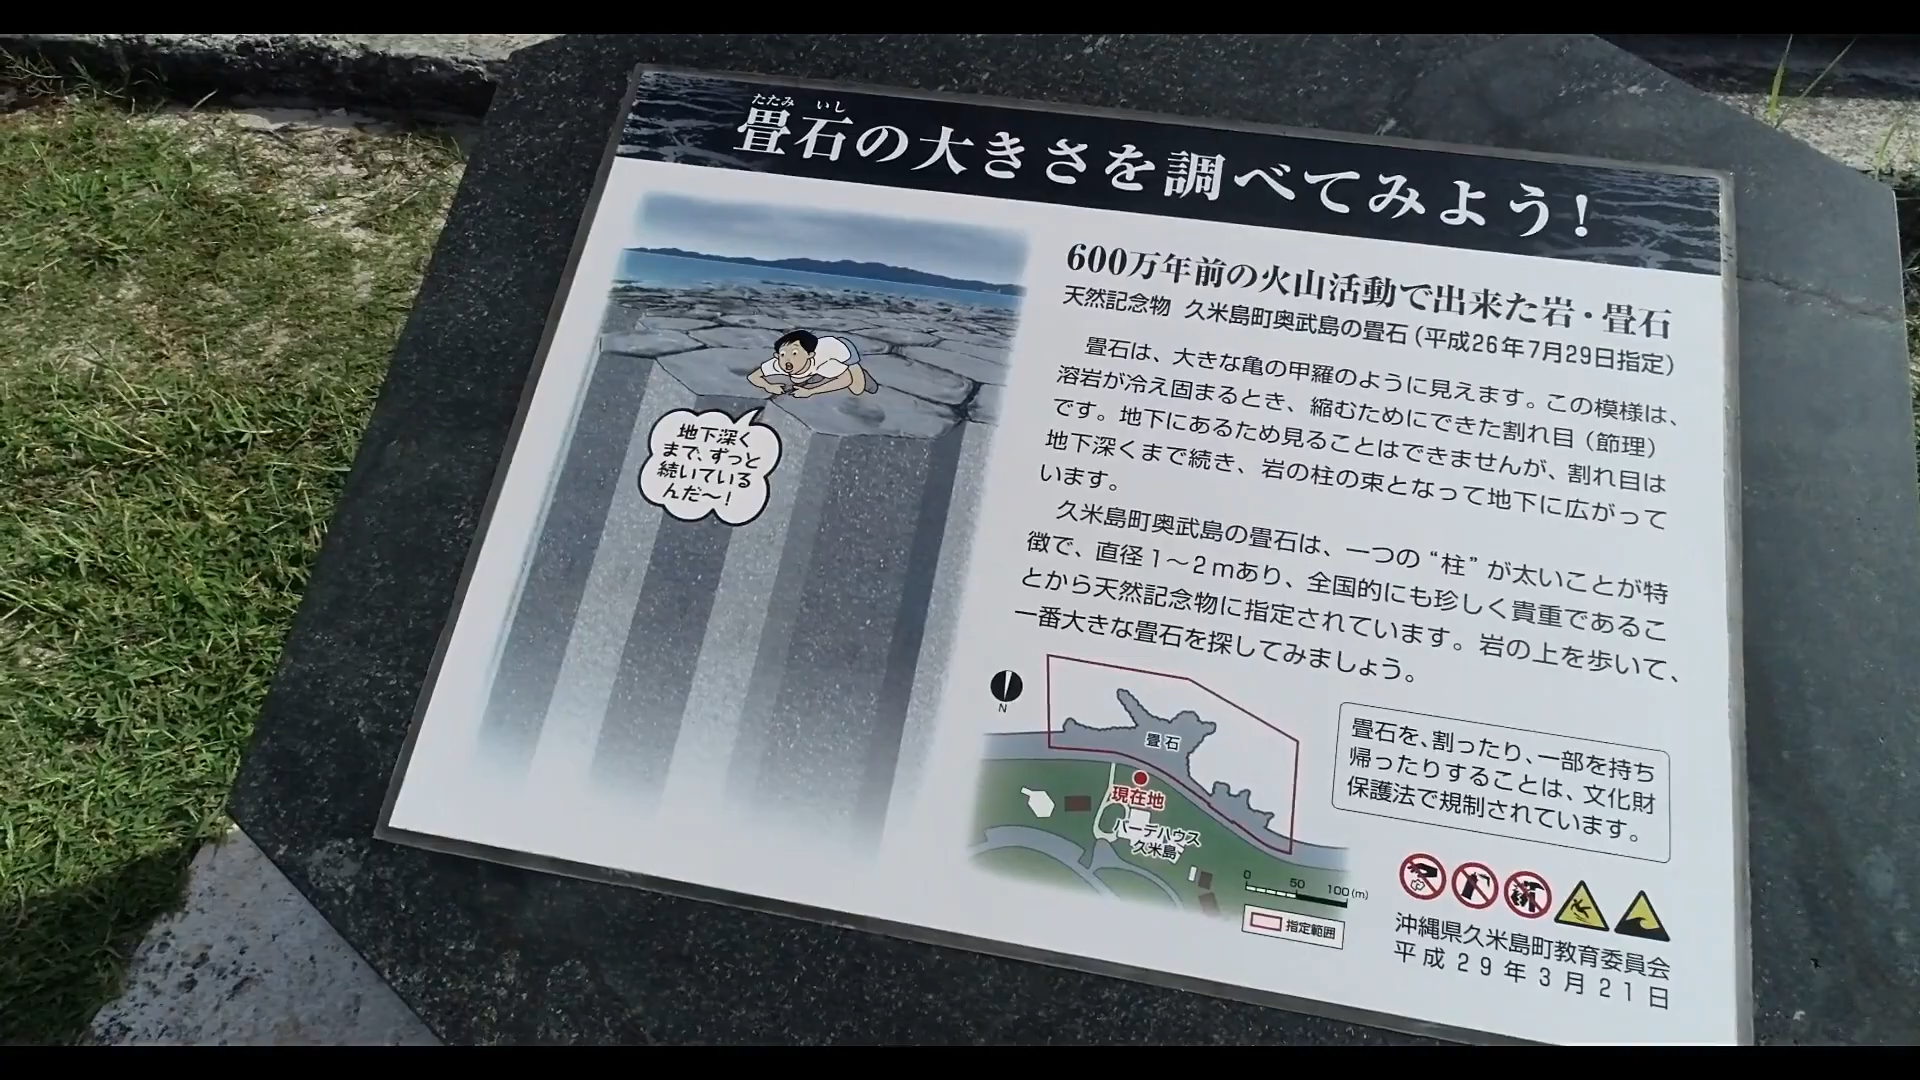 たたみ いし
畳石の大きさを調べてみよう!
地下深く
まで、ずっと
続いている
んだ〜!
600万年前の火山活動で出来た岩・畳石
天然記念物 久米島町奥武島の畳石(平成26年7月29日指定)
畳石は、大きな亀の甲羅のように見えます。この模様は、
溶岩が冷え固まるとき、縮むためにできた割れ目(節理)
です。地下にあるため見ることはできませんが、割れ目は
地下深くまで続き、岩の柱の束となって地下に広がって
います。
久米島町奥武島の畳石は、一つの“柱”が太いことが特
徴で、直径1〜2mあり、全国的にも珍しく貴重であるこ
とから天然記念物に指定されています。岩の上を歩いて、
一番大きな畳石を探してみましょう。
N
畳石
現在地
バーデハウス
久米島
0 50 100(m)
指定範囲
畳石を、割ったり、一部を持ち
帰ったりすることは、文化財
保護法で規制されています。
沖縄県久米島町教育委員会
平成29年3月21日